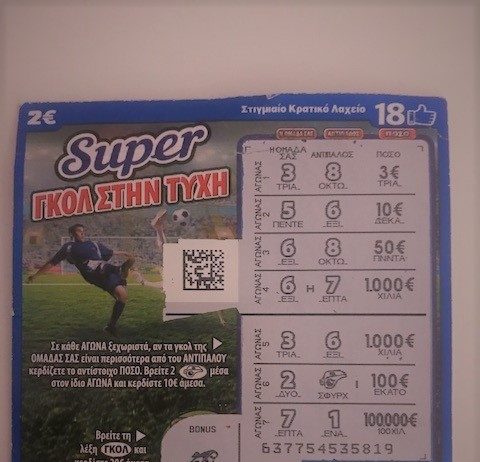 2€ Στιγμιαίο Κρατικό Λαχείο 18
Super
ΓΚΟΛ ΣΤΗΝ ΤΥΧΗ
Η ΟΜΑΔΑ ΣΑΣ ΑΝΤΙΠΑΛΟΣ ΠΟΣΟ
ΑΓΩΝΑΣ 1 3 8 3€
ΤΡΙΑ ΟΚΤΩ ΤΡΙΑ
ΑΓΩΝΑΣ 2 5 6 10€
ΠΕΝΤΕ ΕΞΙ ΔΕΚΑ
ΑΓΩΝΑΣ 3 6 8 50€
ΕΞΙ ΟΚΤΩ ΠΝΝΤΑ
ΑΓΩΝΑΣ 4 6 Η 7 1.000€
ΕΞΙ ΕΠΤΑ ΧΙΛΙΑ
ΑΓΩΝΑΣ 5 3 6 1.000€
ΤΡΙΑ ΕΞΙ ΧΙΛΙΑ
ΑΓΩΝΑΣ 6 2 100€
ΔΥΟ ΣΦΥΡΧ ΕΚΑΤΟ
ΑΓΩΝΑΣ 7 7 1 100.000€
ΕΠΤΑ ΕΝΑ 100ΧΙΛ
637754535819
Σε κάθε ΑΓΩΝΑ ξεχωριστά, αν τα γκολ της
ΟΜΑΔΑΣ ΣΑΣ είναι περισσότερα από του ΑΝΤΙΠΑΛΟΥ
κερδίζετε το αντίστοιχο ΠΟΣΟ. Βρείτε 2 μέσα
στον ίδιο ΑΓΩΝΑ και κερδίστε 10€ άμεσα.
Βρείτε τη
λέξη ΓΚΟΛ και
BONUS